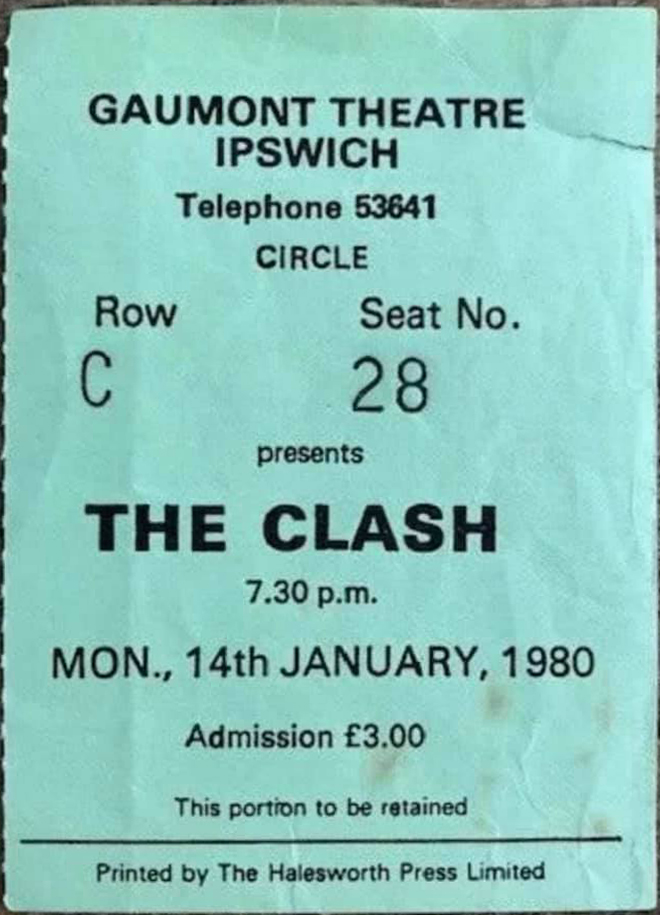 GAUMONT THEATRE
IPSWICH
Telephone 53641
CIRCLE
Row Seat No.
C 28
presents
THE CLASH
7.30 p.m.
MON., 14th JANUARY, 1980
Admission £3.00
This portion to be retained
Printed by The Halesworth Press Limited